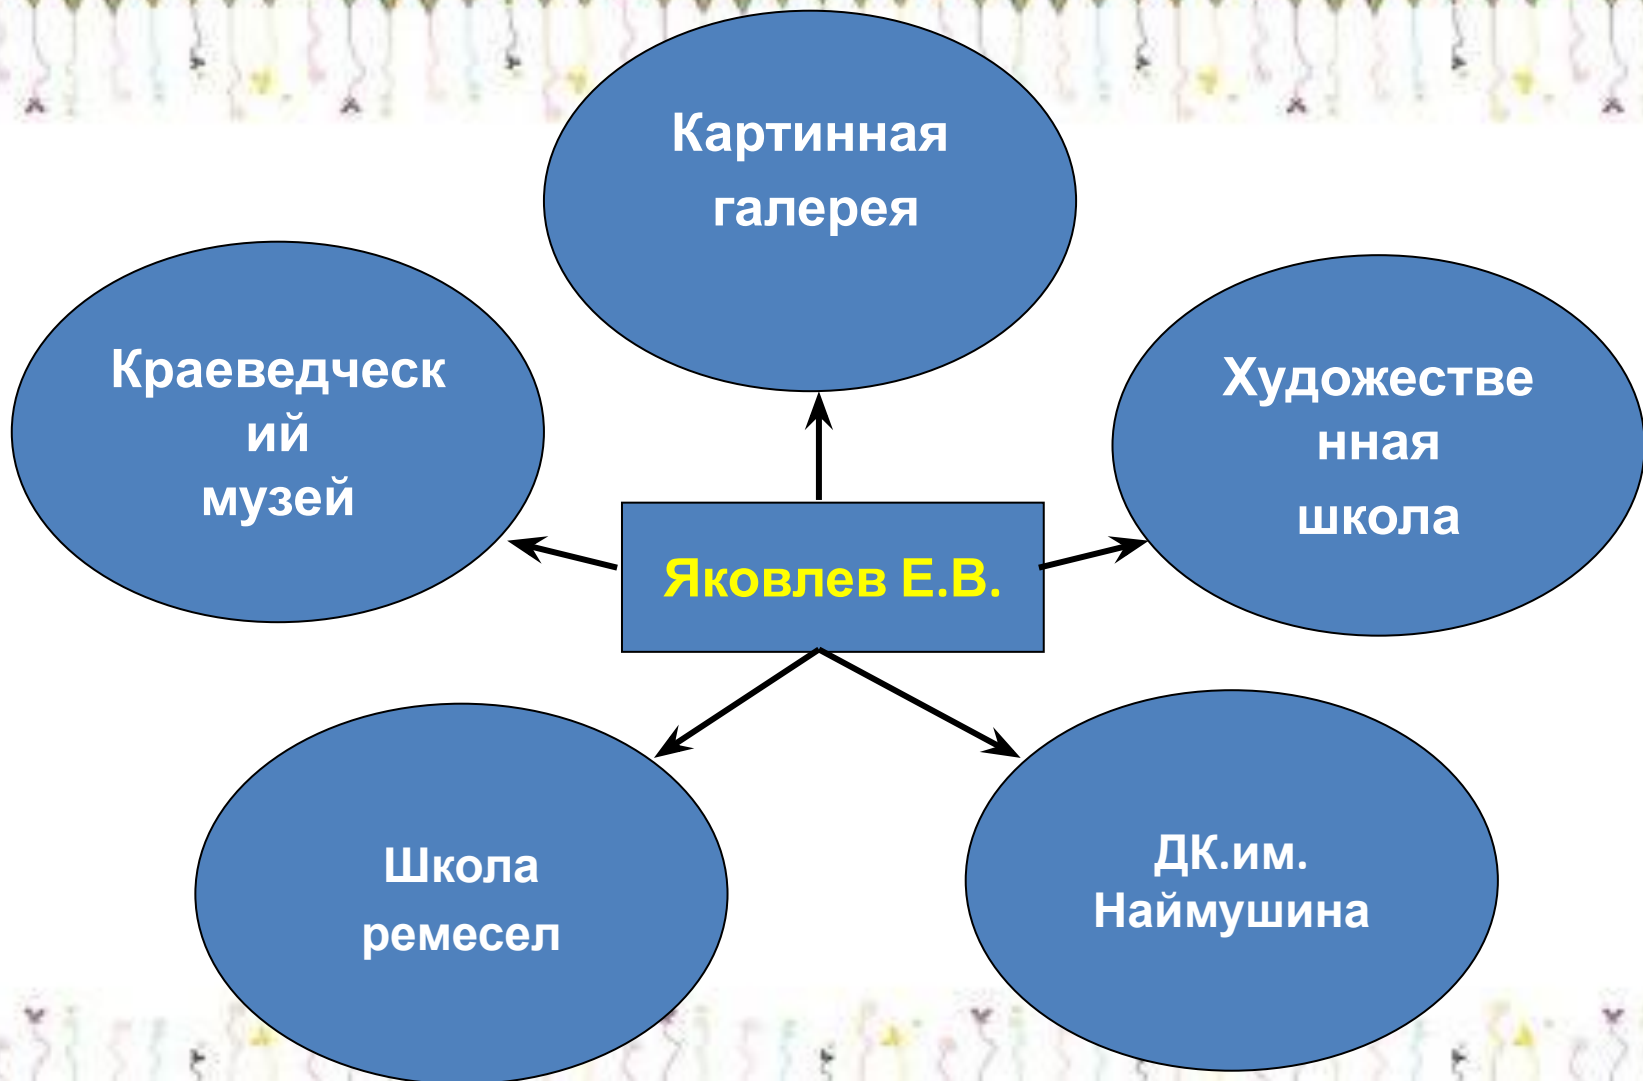 Картинная
галерея
Краеведческ
ий
музей
Художестве
нная
школа
Яковлев Е.В.
Школа
ремесел
ДК.им.
Наймушина